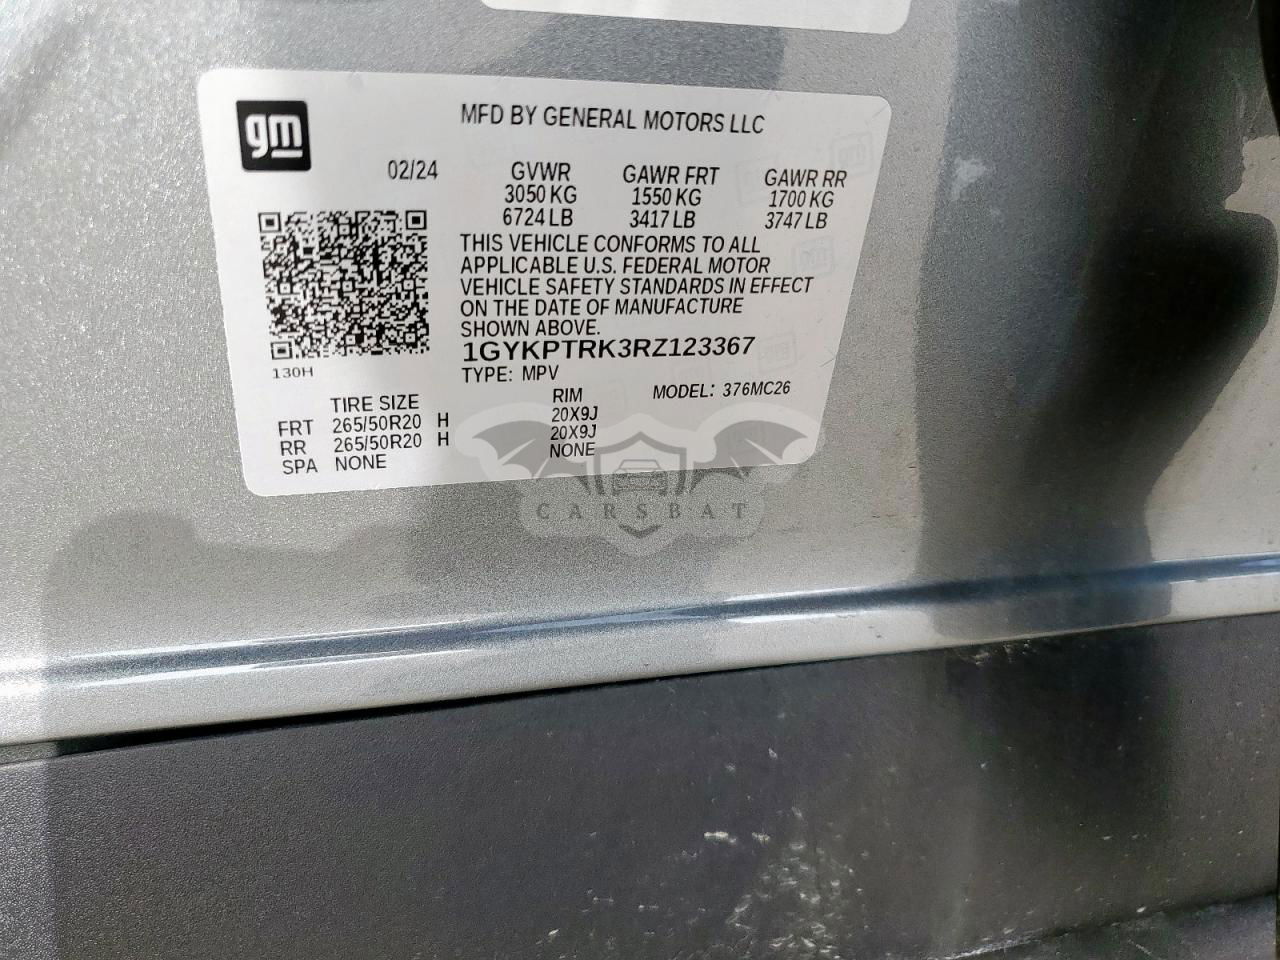 gm
MFD BY GENERAL MOTORS LLC
02/24
GVWR GAWR FRT GAWR RR
3050 KG 1550 KG 1700 KG
6724 LB 3417 LB 3747 LB
THIS VEHICLE CONFORMS TO ALL
APPLICABLE U.S. FEDERAL MOTOR
VEHICLE SAFETY STANDARDS IN EFFECT
ON THE DATE OF MANUFACTURE
SHOWN ABOVE.
1GYKPTRK3RZ123367
130H
TYPE: MPV
MODEL: 376MC26
TIRE SIZE RIM
FRT 265/50R20 H 20X9J
RR 265/50R20 H 20X9J
SPA NONE NONE
CARSBAT